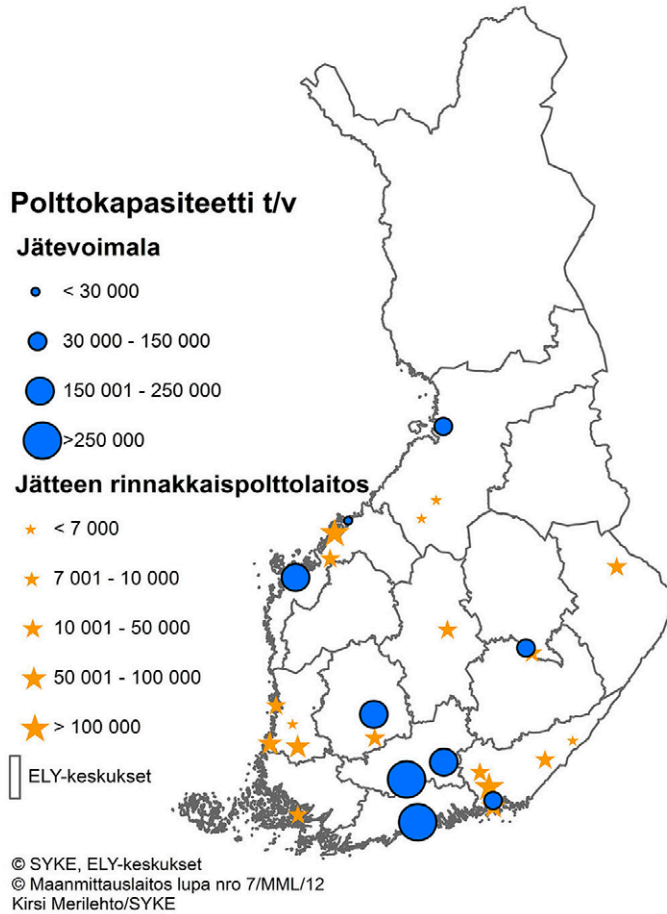 Polttokapasiteetti t/v
Jätevoimala
< 30 000
30 000 - 150 000
150 001 - 250 000
>250 000
Jätteen rinnakkaispolttolaitos
< 7 000
7 001 - 10 000
10 001 - 50 000
50 001 - 100 000
> 100 000
ELY-keskukset
© SYKE, ELY-keskukset
© Maanmittauslaitos lupa nro 7/MML/12
Kirsi Merilehto/SYKE